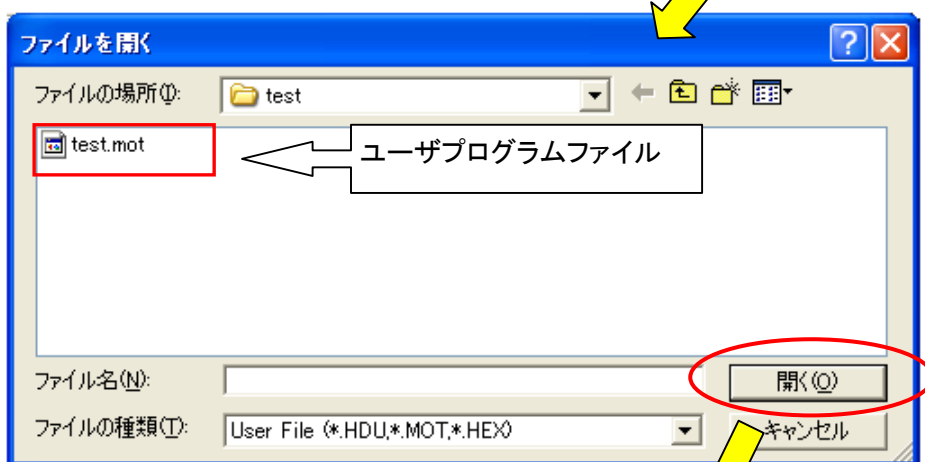 ファイルを開く
ファイルの場所(I):
test
test.mot
ユーザプログラムファイル
ファイル名(N):
開く(O)
ファイルの種類(T):
User File (*.HDU,*.MOT,*.HEX)
キャンセル